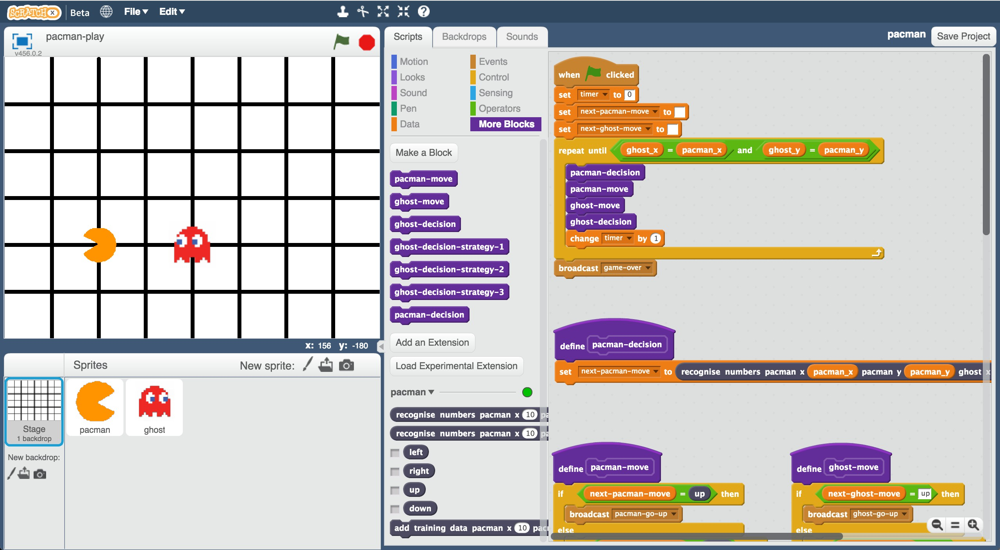 SCRATCHX Beta File Edit
pacman-play
v456.0.2
x: 156 y: -180
Sprites New sprite:
Stage
1 backdrop
New backdrop:
pacman
ghost
Scripts Backdrops Sounds
pacman Save Project
Motion
Looks
Sound
Pen
Data
Events
Control
Sensing
Operators
More Blocks
Make a Block
pacman-move
ghost-move
ghost-decision
ghost-decision-strategy-1
ghost-decision-strategy-2
ghost-decision-strategy-3
pacman-decision
Add an Extension
Load Experimental Extension
pacman
recognise numbers pacman x 10 pa
recognise numbers pacman x 10 pa
left
right
up
down
add training data pacman x 10 pacr
when clicked
set timer to 0
set next-pacman-move to
set next-ghost-move to
repeat until ghost_x = pacman_x and ghost_y = pacman_y
pacman-decision
pacman-move
ghost-move
ghost-decision
change timer by 1
broadcast game-over
define pacman-decision
set next-pacman-move to recognise numbers pacman x pacman_x pacman y pacman_y ghost x
define pacman-move
if next-pacman-move = up then
broadcast pacman-go-up
else
define ghost-move
if next-ghost-move = up then
broadcast ghost-go-up
else